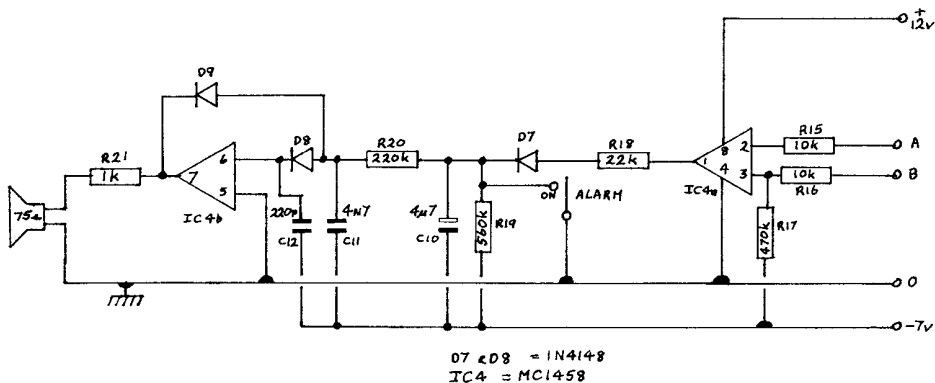 +
12v
D9
D8
R20
220k
D7
R18
22k
8
4
1
2
3
IC4a
R15
10k
A
10k
R16
B
R21
1k
7
6
5
IC4b
75Ω
220p
C12
4n7
C11
4µ7
C10
560k
R19
ON
ALARM
470k
R17
0
-7v
D7 & D8 = 1N4148
IC4 = MC1458